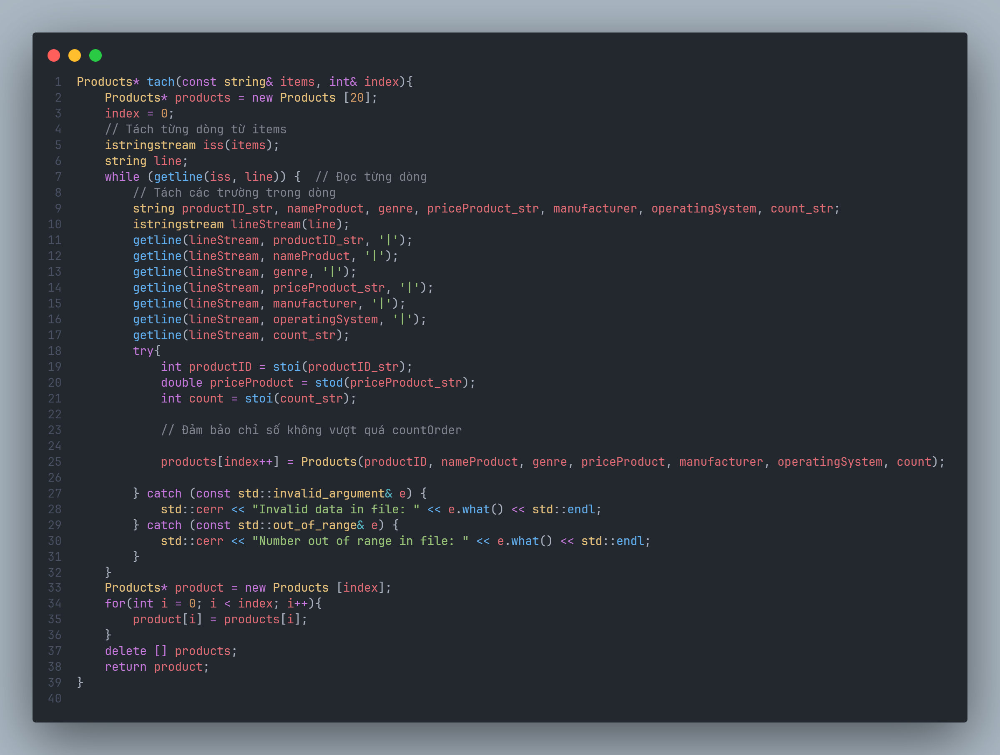 1 Products* tach(const string& items, int& index){
2     Products* products = new Products [20];
3     index = 0;
4     // Tách từng dòng từ items
5     istringstream iss(items);
6     string line;
7     while (getline(iss, line)) {  // Đọc từng dòng
8         // Tách các trường trong dòng
9         string productID_str, nameProduct, genre, priceProduct_str, manufacturer, operatingSystem, count_str;
10         istringstream lineStream(line);
11         getline(lineStream, productID_str, '|');
12         getline(lineStream, nameProduct, '|');
13         getline(lineStream, genre, '|');
14         getline(lineStream, priceProduct_str, '|');
15         getline(lineStream, manufacturer, '|');
16         getline(lineStream, operatingSystem, '|');
17         getline(lineStream, count_str);
18         try{
19             int productID = stoi(productID_str);
20             double priceProduct = stod(priceProduct_str);
21             int count = stoi(count_str);
22
23             // Đảm bảo chỉ số không vượt quá countOrder
24
25             products[index++] = Products(productID, nameProduct, genre, priceProduct, manufacturer, operatingSystem, count);
26
27         } catch (const std::invalid_argument& e) {
28             std::cerr << "Invalid data in file: " << e.what() << std::endl;
29         } catch (const std::out_of_range& e) {
30             std::cerr << "Number out of range in file: " << e.what() << std::endl;
31         }
32     }
33     Products* product = new Products [index];
34     for(int i = 0; i < index; i++){
35         product[i] = products[i];
36     }
37     delete [] products;
38     return product;
39 }
40